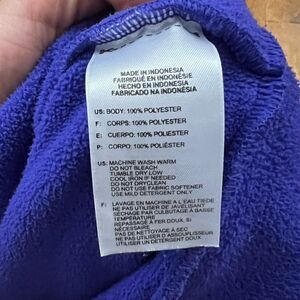 MADE IN INDONESIA
FABRIQUÉ EN INDONÉSIE
HECHO EN INDONESIA
FABRICADO NA INDONÉSIA
US: BODY: 100% POLYESTER
F: CORPS: 100% POLYESTER
E: CUERPO: 100% POLIÉSTER
P: CORPO: 100% POLIÉSTER
US: MACHINE WASH WARM
DO NOT BLEACH
TUMBLE DRY LOW
COOL IRON IF NEEDED
DO NOT DRYCLEAN
DO NOT USE FABRIC SOFTENER
USE MILD DETERGENT ONLY
F: LAVAGE EN MACHINE A L'EAU TIÈDE
NE PAS UTILISER DE JAVELISANT
SÉCHAGE PAR CULBUTAGE À BASSE
TEMPÉRATURE
REPASSAGE À FER DOUX, SI
NÉCESSAIRE
PAS DE NETTOYAGE À SEC
NE PAS UTILISER D'ASSOUPLISSEUR
DÉTERGENT DOUX